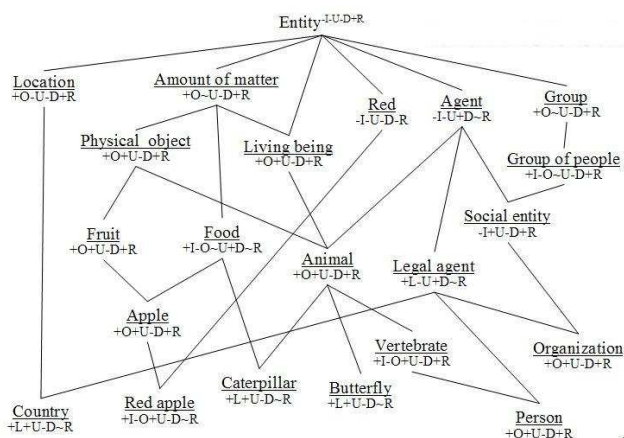 Entity-I-U-D+R
Location
+O-U-D+R
Amount of matter
+O~U-D+R
Red
-I-U-D-R
Agent
-I-U+D~R
Group
+O~U-D+R
Physical object
+O+U-D+R
Living being
+O+U-D+R
Group of people
+I-O~U-D+R
Social entity
-I+U-D+R
Fruit
+O+U-D+R
Food
+I-O~U+D~R
Animal
+O+U-D+R
Legal agent
+L-U+D~R
Apple
+O+U-D+R
Vertebrate
+I-O+U-D+R
Organization
+O+U-D+R
Country
+L+U-D~R
Red apple
+I-O+U-D~R
Caterpillar
+L+U-D~R
Butterfly
+L+U-D~R
Person
+O+U-D+R